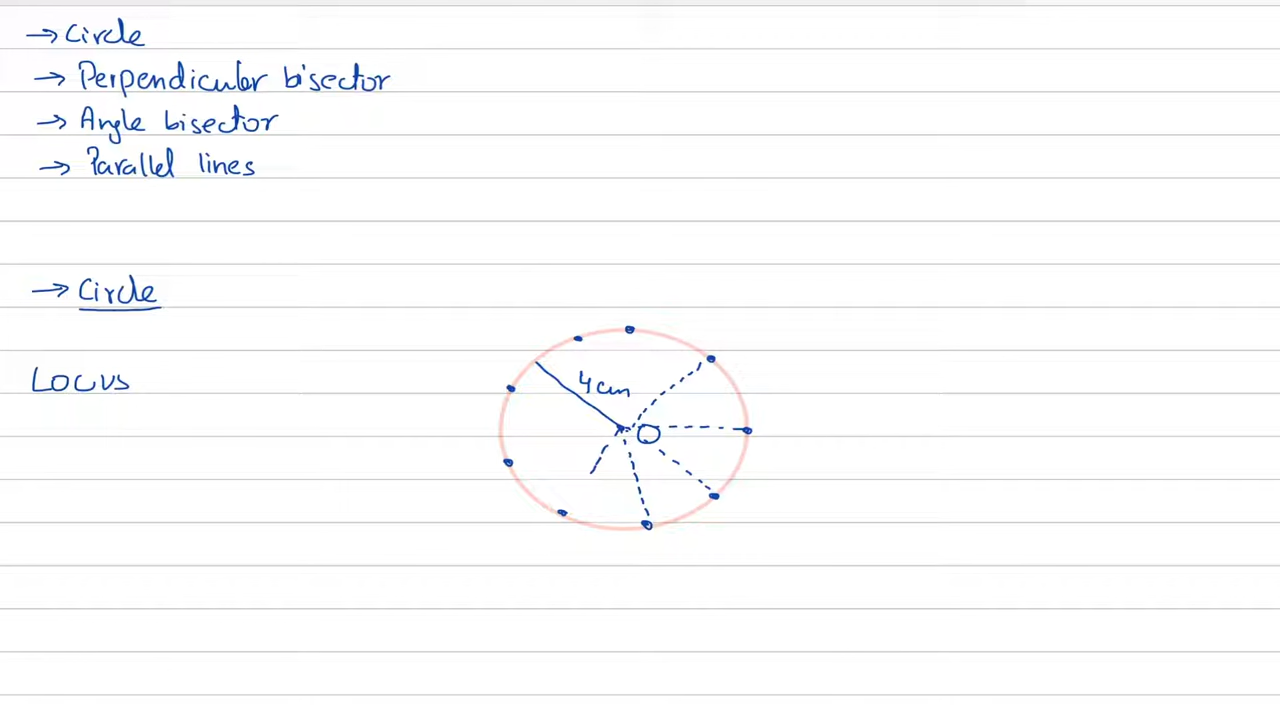 → Circle
→ Perpendicular bisector
→ Angle bisector
→ Parallel lines
→ Circle
LOCUS
4cm
O